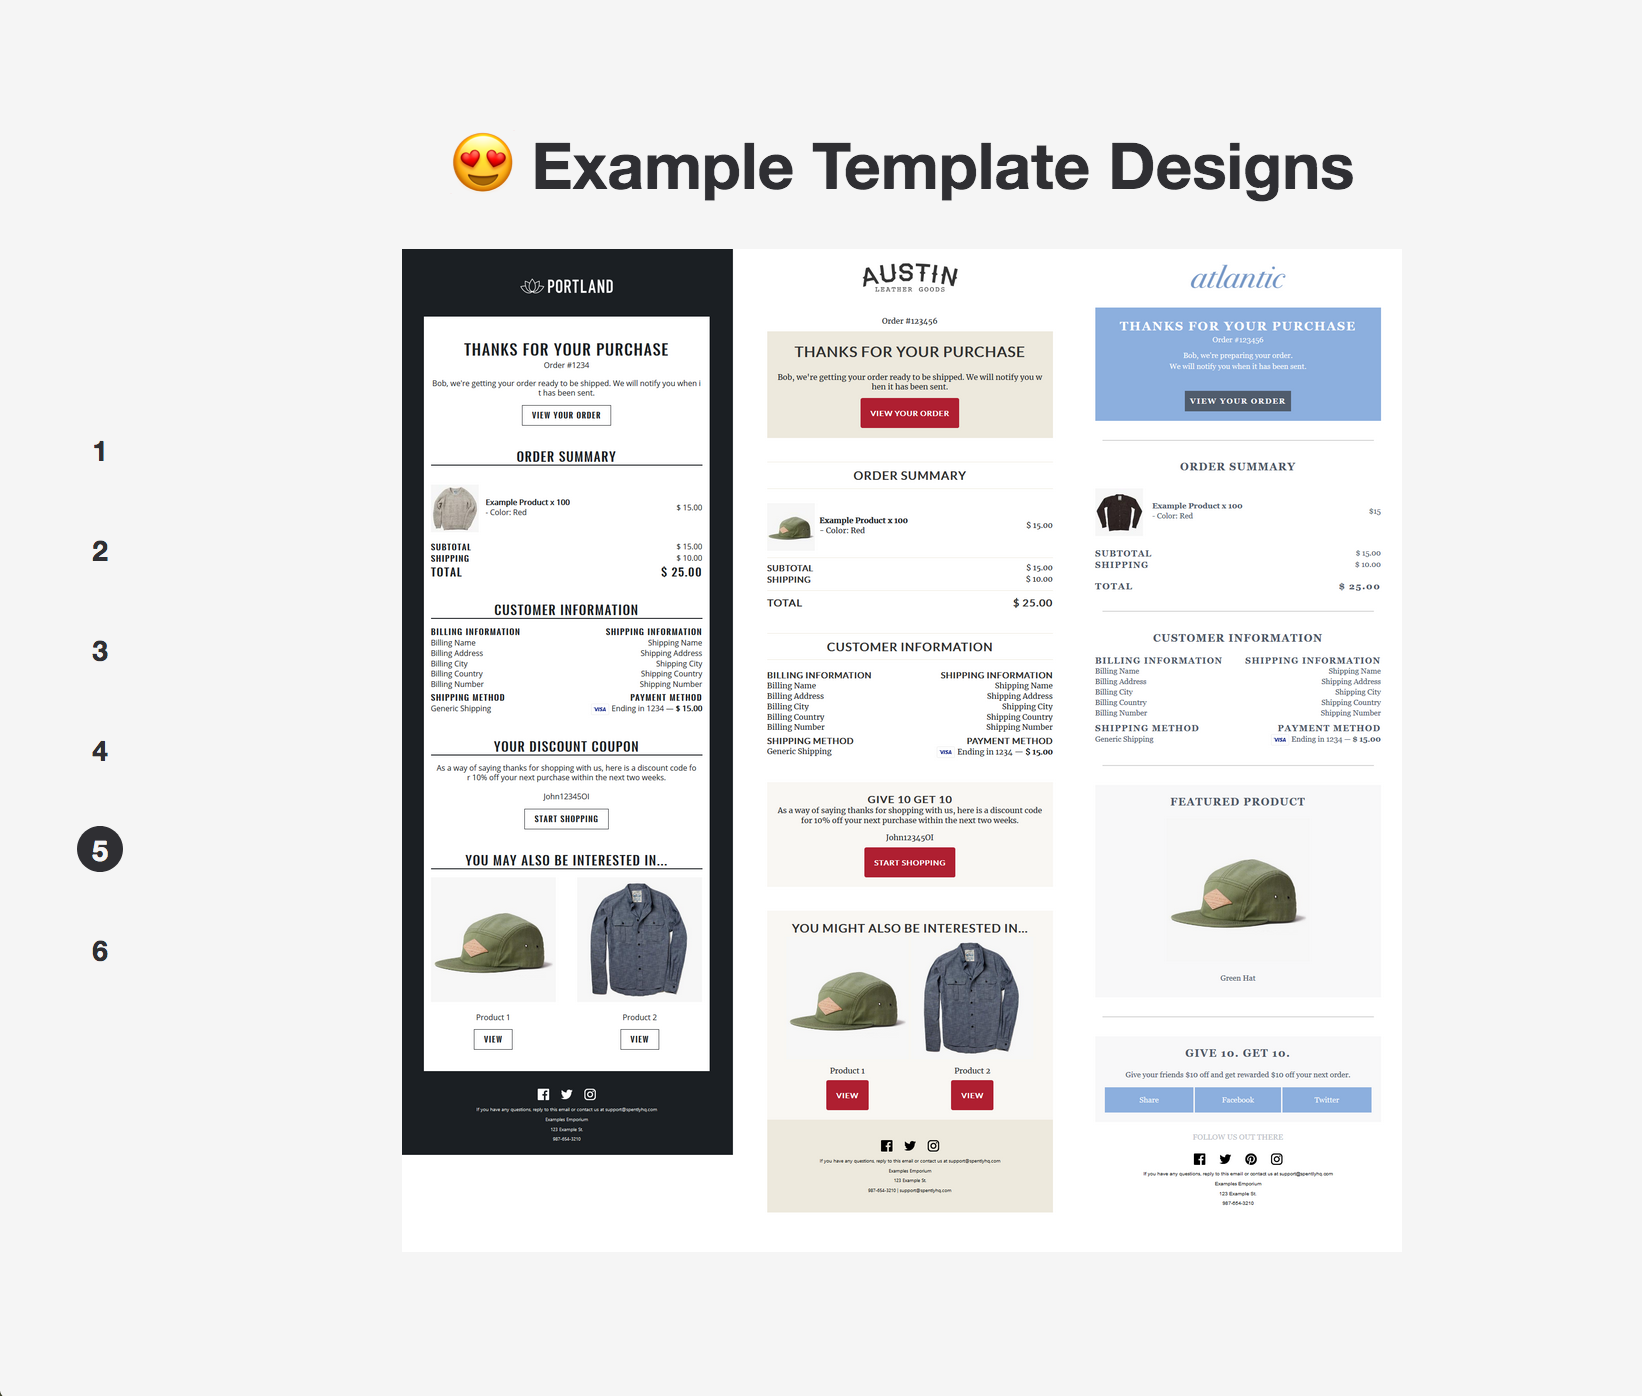 😍 Example Template Designs
1
2
3
4
5
6
PORTLAND
THANKS FOR YOUR PURCHASE
Order #1234
Bob, we're getting your order ready to be shipped. We will notify you when i
t has been sent.
VIEW YOUR ORDER
ORDER SUMMARY
Example Product x 100
- Color: Red
$ 15.00
SUBTOTAL $ 15.00
SHIPPING $ 10.00
TOTAL $ 25.00
CUSTOMER INFORMATION
BILLING INFORMATION SHIPPING INFORMATION
Billing Name Shipping Name
Billing Address Shipping Address
Billing City Shipping City
Billing Country Shipping Country
Billing Number Shipping Number
SHIPPING METHOD PAYMENT METHOD
Generic Shipping VISA Ending in 1234 — $ 15.00
YOUR DISCOUNT COUPON
As a way of saying thanks for shopping with us, here is a discount code fo
r 10% off your next purchase within the next two weeks.
John12345OI
START SHOPPING
YOU MAY ALSO BE INTERESTED IN...
Product 1 Product 2
VIEW VIEW
If you have any questions, reply to this email or contact us at support@spentlyhq.com
Examples Emporium
123 Example St.
987-654-3210
AUSTIN
LEATHER GOODS
Order #123456
THANKS FOR YOUR PURCHASE
Bob, we're getting your order ready to be shipped. We will notify you w
hen it has been sent.
VIEW YOUR ORDER
ORDER SUMMARY
Example Product x 100
- Color: Red
$ 15.00
SUBTOTAL $ 15.00
SHIPPING $ 10.00
TOTAL $ 25.00
CUSTOMER INFORMATION
BILLING INFORMATION SHIPPING INFORMATION
Billing Name Shipping Name
Billing Address Shipping Address
Billing City Shipping City
Billing Country Shipping Country
Billing Number Shipping Number
SHIPPING METHOD PAYMENT METHOD
Generic Shipping VISA Ending in 1234 — $ 15.00
GIVE 10 GET 10
As a way of saying thanks for shopping with us, here is a discount code
for 10% off your next purchase within the next two weeks.
John12345OI
START SHOPPING
YOU MIGHT ALSO BE INTERESTED IN...
Product 1 Product 2
VIEW VIEW
If you have any questions, reply to this email or contact us at support@spentlyhq.com
Examples Emporium
123 Example St.
987-654-3210 | support@spentlyhq.com
atlantic
THANKS FOR YOUR PURCHASE
Order #123456
Bob, we're preparing your order.
We will notify you when it has been sent.
VIEW YOUR ORDER
ORDER SUMMARY
Example Product x 100
- Color: Red
$15
SUBTOTAL $ 15.00
SHIPPING $ 10.00
TOTAL $ 25.00
CUSTOMER INFORMATION
BILLING INFORMATION SHIPPING INFORMATION
Billing Name Shipping Name
Billing Address Shipping Address
Billing City Shipping City
Billing Country Shipping Country
Billing Number Shipping Number
SHIPPING METHOD PAYMENT METHOD
Generic Shipping VISA Ending in 1234 — $ 15.00
FEATURED PRODUCT
Green Hat
GIVE 10. GET 10.
Give your friends $10 off and get rewarded $10 off your next order.
Share Facebook Twitter
FOLLOW US OUT THERE
If you have any questions, reply to this email or contact us at support@spentlyhq.com
Examples Emporium
123 Example St.
987-654-3210